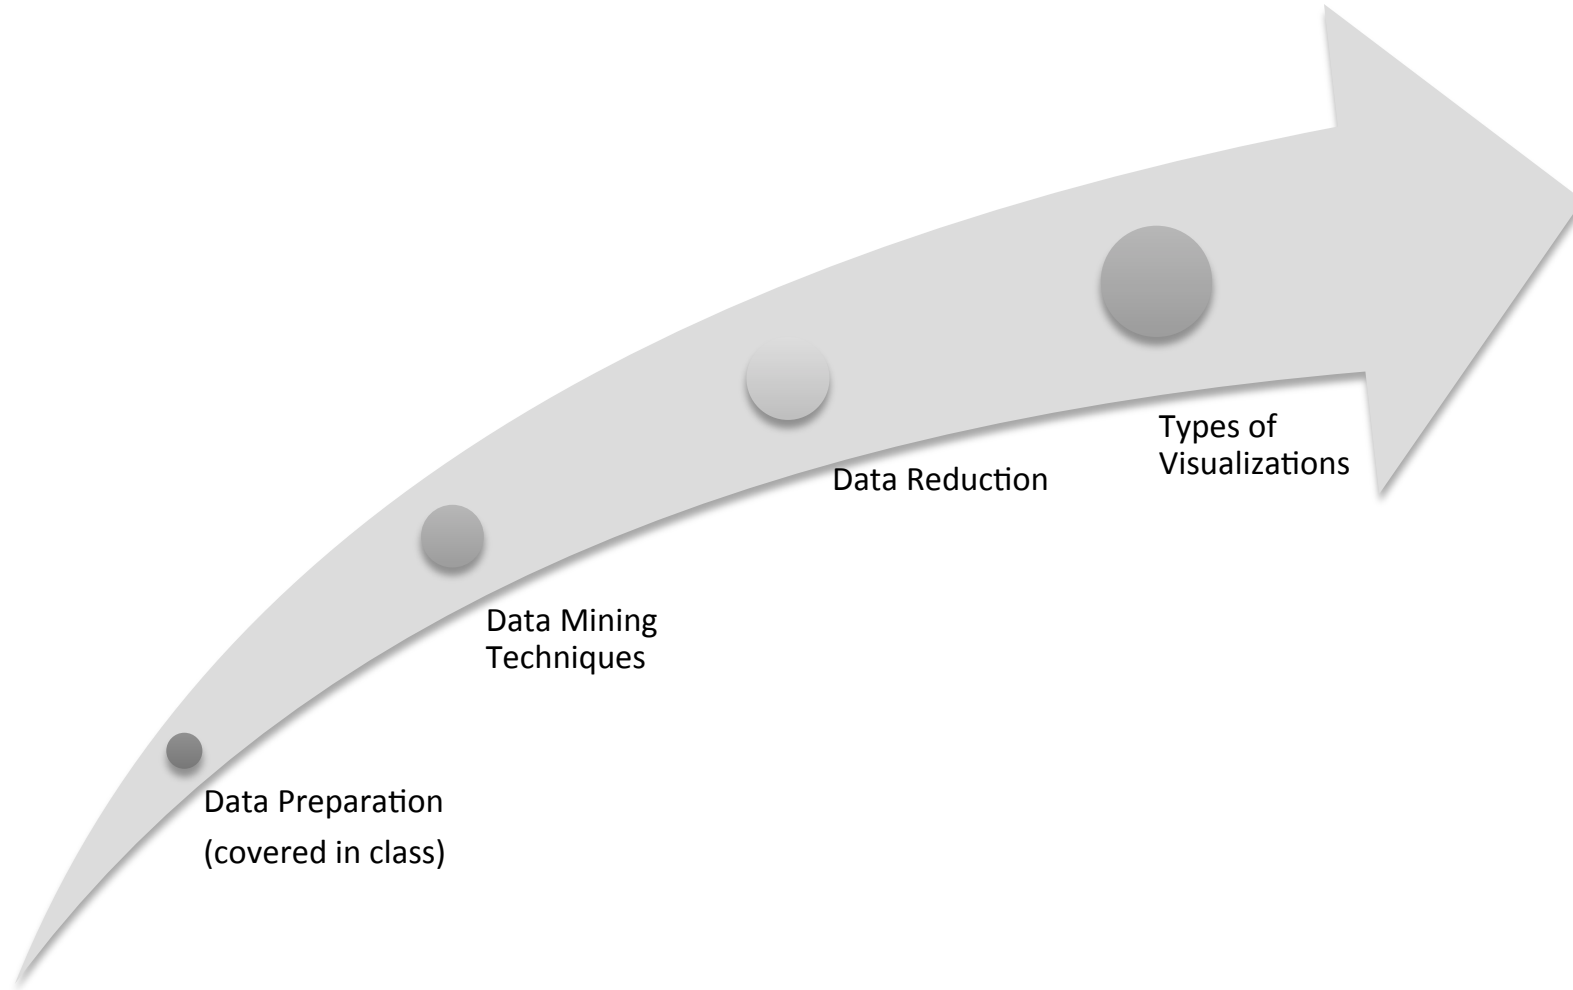 Types of
Visualizations
Data Reduction
Data Mining
Techniques
Data Preparation
(covered in class)